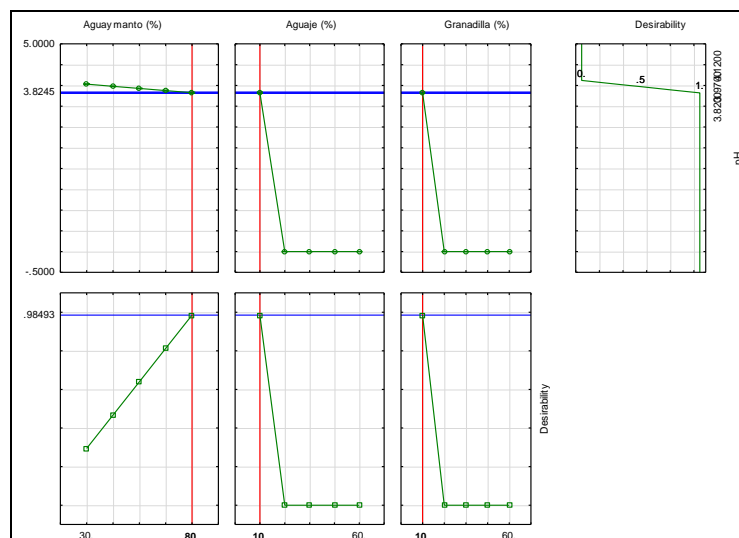 Aguaymanto (%)
Aguaje (%)
Granadilla (%)
Desirability
5.0000
3.8245
-.5000
0.
.5
1.
pH
.98493
Desirability
30
80
10
60
10
60